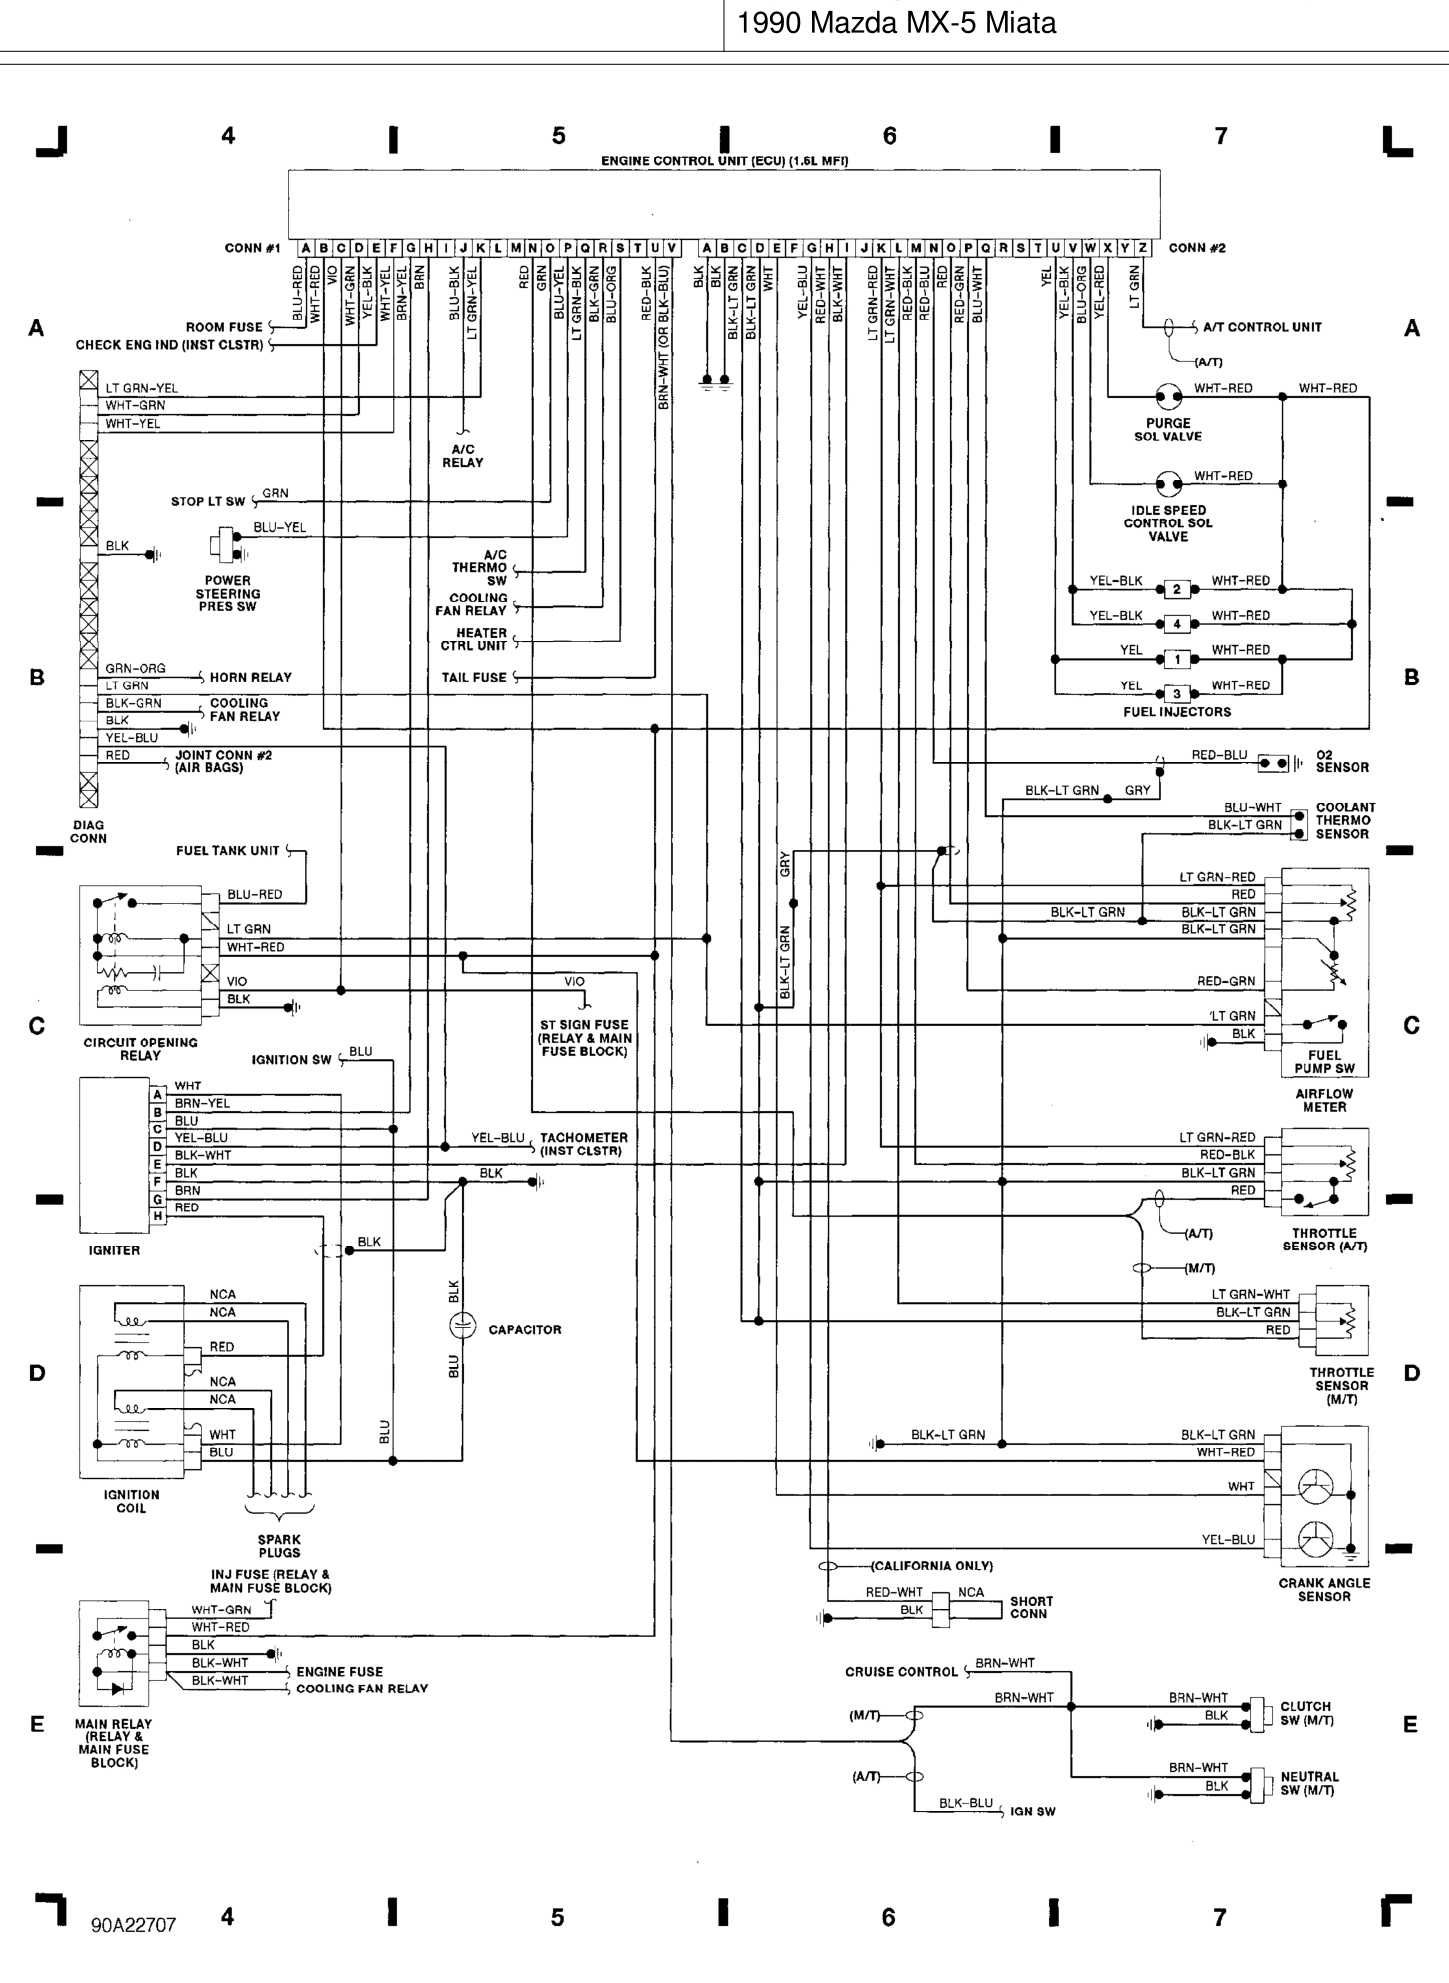 1990 Mazda MX-5 Miata
4 5 6 7
ENGINE CONTROL UNIT (ECU) (1.6L MFI)
CONN #1 A B C D E F G H I J K L M N O P Q R S T U V A B C D E F G H I J K L M N O P Q R S T U V W X Y Z CONN #2
BLU-RED
WHT-RED
VIO
WHT-GRN
YEL-BLK
WHT-YEL
BRN-YEL
BRN
BLU-BLK
LT GRN-YEL
RED
GRN
BLU-YEL
LT GRN-BLK
BLK-GRN
BLU-ORG
RED-BLK
BRN-WHT (OR BLK-BLU)
BLK
BLK
BLK-LT GRN
BLK-LT GRN
WHT
YEL-BLU
RED-WHT
BLK-WHT
LT GRN-RED
LT GRN-WHT
RED-BLK
RED-BLU
RED
RED-GRN
BLU-WHT
YEL
YEL-BLK
BLU-ORG
YEL-RED
LT GRN
A
A
ROOM FUSE
CHECK ENG IND (INST CLSTR)
A/T CONTROL UNIT
(A/T)
LT GRN-YEL
WHT-GRN
WHT-YEL
A/C
RELAY
WHT-RED
WHT-RED
PURGE
SOL VALVE
STOP LT SW
GRN
WHT-RED
IDLE SPEED
CONTROL SOL
VALVE
BLU-YEL
BLK
POWER
STEERING
PRES SW
A/C
THERMO
SW
COOLING
FAN RELAY
HEATER
CTRL UNIT
TAIL FUSE
YEL-BLK 2 WHT-RED
YEL-BLK 4 WHT-RED
YEL 1 WHT-RED
YEL 3 WHT-RED
FUEL INJECTORS
B
B
GRN-ORG
HORN RELAY
LT GRN
BLK-GRN
COOLING
FAN RELAY
BLK
YEL-BLU
RED
JOINT CONN #2
(AIR BAGS)
DIAG
CONN
RED-BLU
O2
SENSOR
BLK-LT GRN
GRY
BLU-WHT
BLK-LT GRN
COOLANT
THERMO
SENSOR
FUEL TANK UNIT
BLU-RED
LT GRN
WHT-RED
VIO
BLK
VIO
CIRCUIT OPENING
RELAY
ST SIGN FUSE
(RELAY & MAIN
FUSE BLOCK)
GRY
BLK-LT GRN
LT GRN-RED
RED
BLK-LT GRN
BLK-LT GRN
BLK-LT GRN
RED-GRN
LT GRN
BLK
FUEL
PUMP SW
AIRFLOW
METER
C
C
IGNITION SW
BLU
A WHT
B BRN-YEL
C BLU
D YEL-BLU
E BLK-WHT
F BLK
G BRN
H RED
IGNITER
YEL-BLU
TACHOMETER
(INST CLSTR)
BLK
BLK
LT GRN-RED
RED-BLK
BLK-LT GRN
RED
(A/T)
THROTTLE
SENSOR (A/T)
(M/T)
BLK
CAPACITOR
BLU
BLU
NCA
NCA
RED
NCA
NCA
WHT
BLU
IGNITION
COIL
SPARK
PLUGS
LT GRN-WHT
BLK-LT GRN
RED
THROTTLE
SENSOR
(M/T)
D
D
BLK-LT GRN
BLK-LT GRN
WHT-RED
WHT
YEL-BLU
CRANK ANGLE
SENSOR
INJ FUSE (RELAY &
MAIN FUSE BLOCK)
WHT-GRN
WHT-RED
BLK
BLK-WHT
BLK-WHT
ENGINE FUSE
COOLING FAN RELAY
MAIN RELAY
(RELAY &
MAIN FUSE
BLOCK)
(CALIFORNIA ONLY)
RED-WHT
NCA
BLK
SHORT
CONN
CRUISE CONTROL
BRN-WHT
BRN-WHT
(M/T)
(A/T)
BLK-BLU
IGN SW
BRN-WHT
BLK
CLUTCH
SW (M/T)
BRN-WHT
BLK
NEUTRAL
SW (M/T)
E
E
90A22707
4 5 6 7